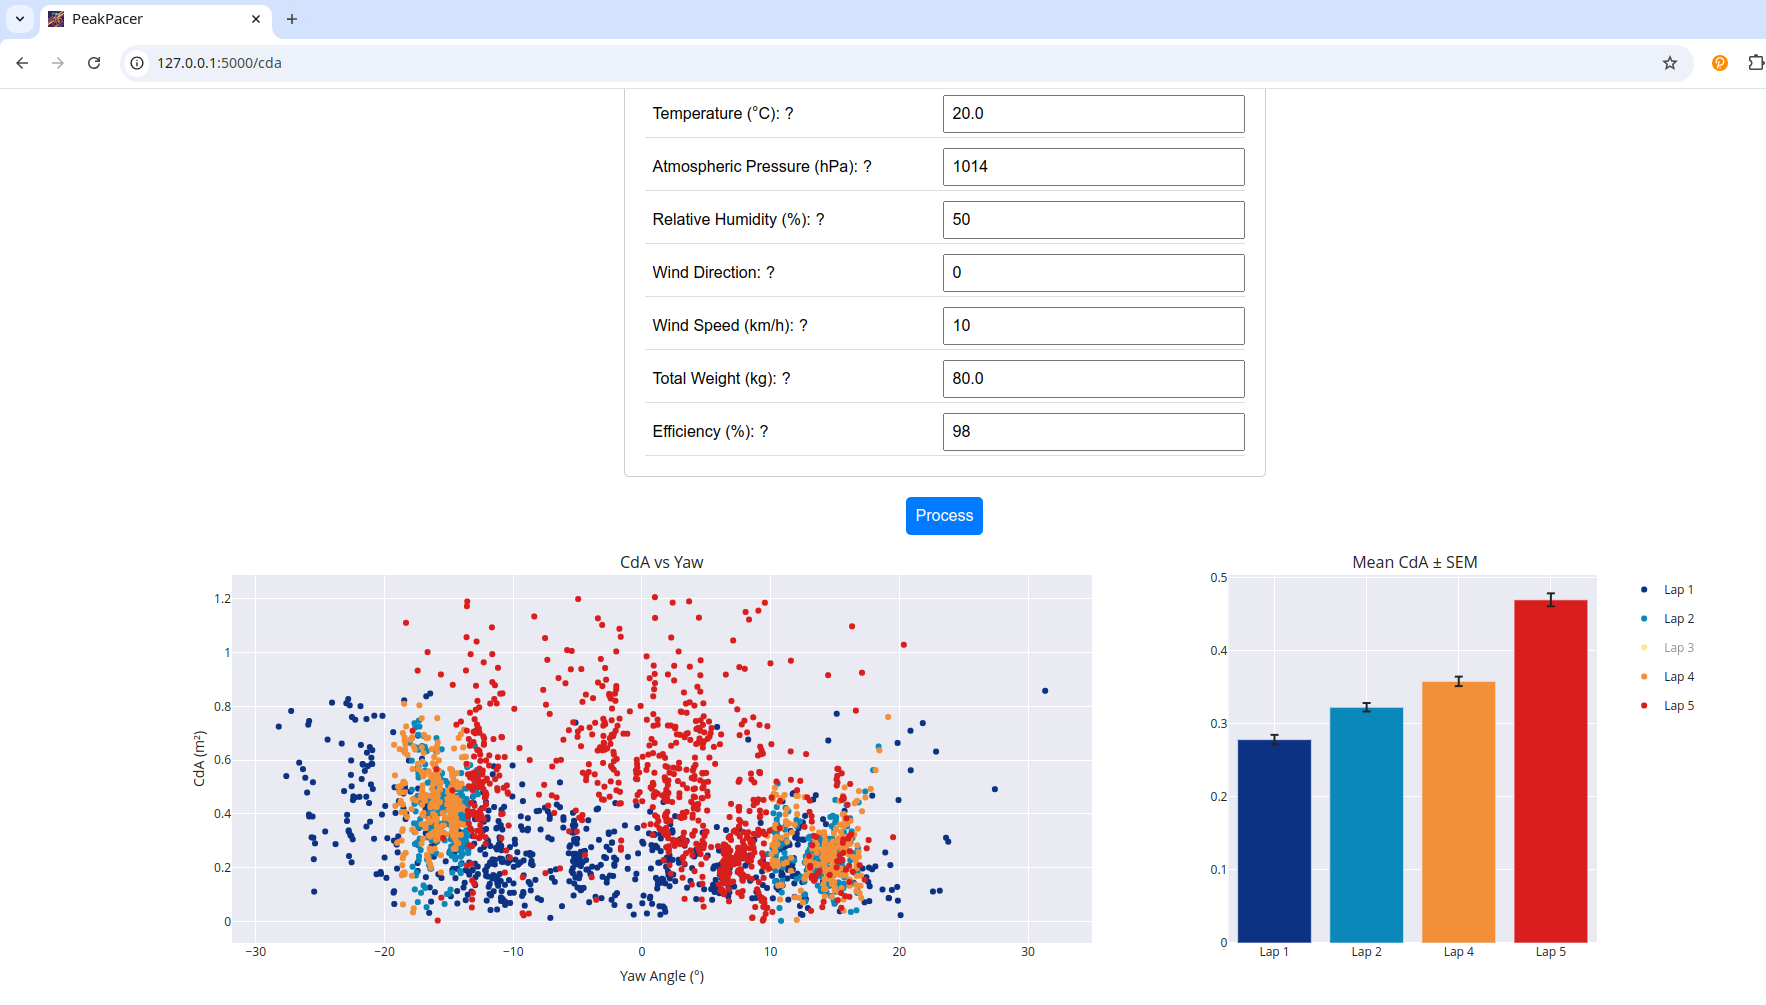 PeakPacer
127.0.0.1:5000/cda
Temperature (°C): ? 20.0
Atmospheric Pressure (hPa): ? 1014
Relative Humidity (%): ? 50
Wind Direction: ? 0
Wind Speed (km/h): ? 10
Total Weight (kg): ? 80.0
Efficiency (%): ? 98
Process
CdA vs Yaw
1.2
1
0.8
0.6
0.4
0.2
0
CdA (m²)
−30 −20 −10 0 10 20 30
Yaw Angle (°)
Mean CdA ± SEM
0.5
0.4
0.3
0.2
0.1
0
Lap 1 Lap 2 Lap 4 Lap 5
Lap 1
Lap 2
Lap 3
Lap 4
Lap 5